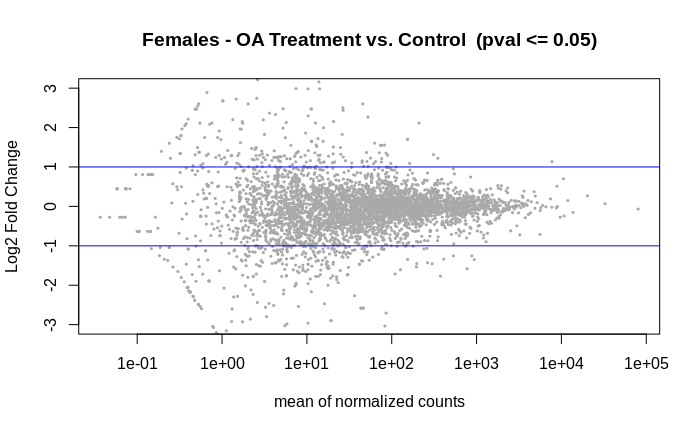 Females - OA Treatment vs. Control  (pval <= 0.05)
Log2 Fold Change
3
2
1
0
-1
-2
-3
1e-01 1e+00 1e+01 1e+02 1e+03 1e+04 1e+05
mean of normalized counts